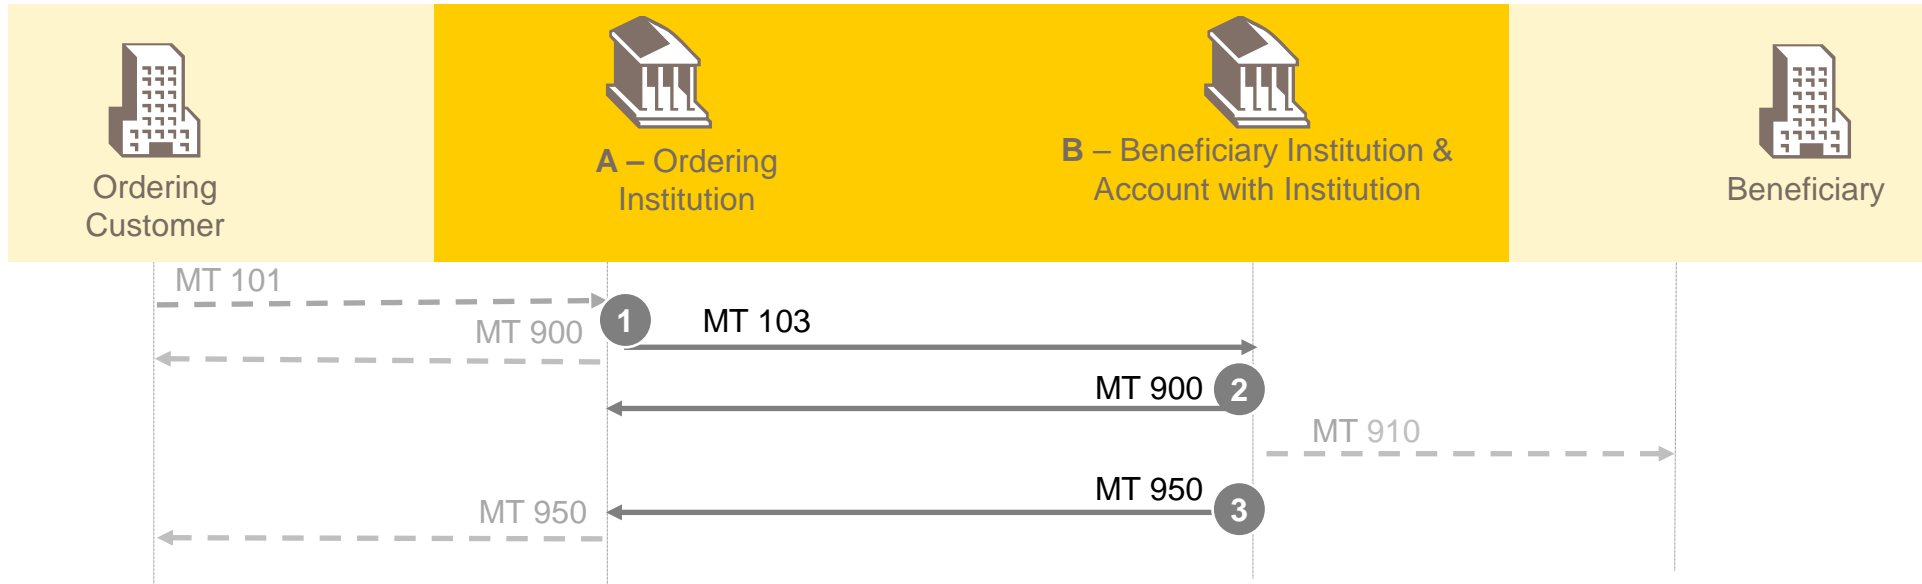 Ordering
Customer
A – Ordering
Institution
B – Beneficiary Institution &
Account with Institution
Beneficiary
MT 101
1
MT 103
MT 900
MT 900
2
MT 910
MT 950
3
MT 950